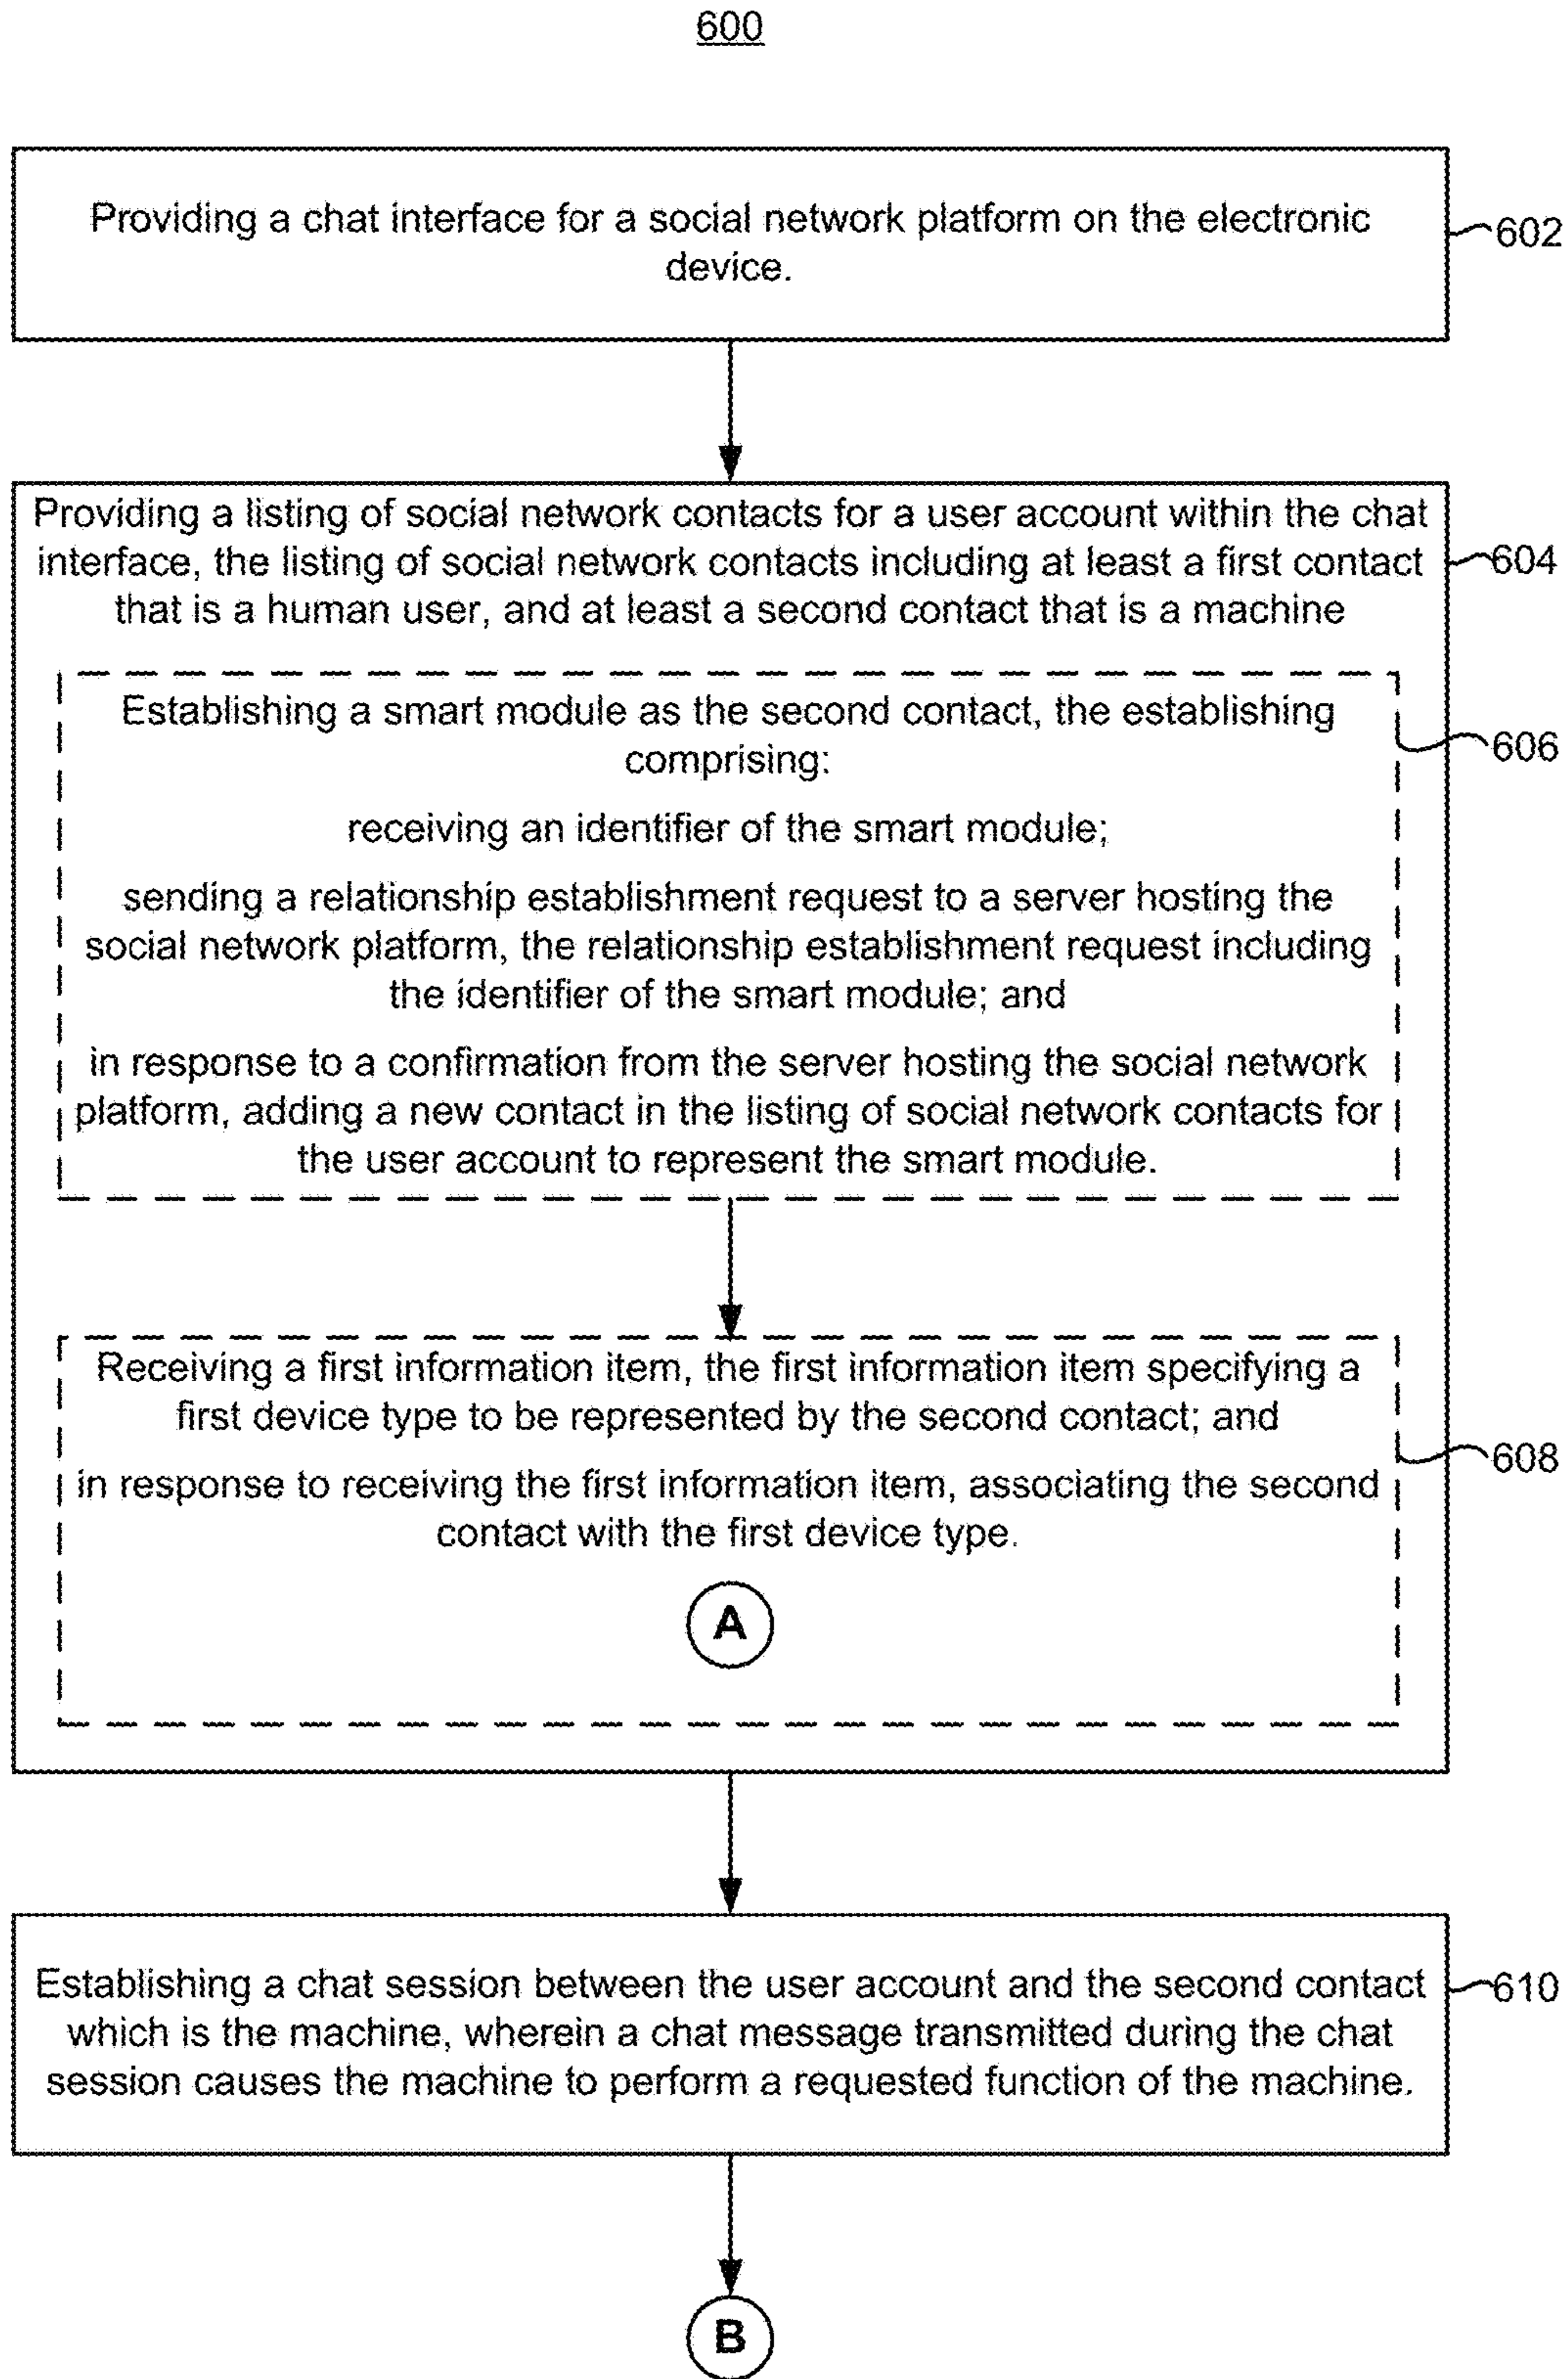 600
Providing a chat interface for a social network platform on the electronic
device.
602
Providing a listing of social network contacts for a user account within the chat
interface, the listing of social network contacts including at least a first contact
that is a human user, and at least a second contact that is a machine
604
Establishing a smart module as the second contact, the establishing
comprising:
606
receiving an identifier of the smart module;
sending a relationship establishment request to a server hosting the
social network platform, the relationship establishment request including
the identifier of the smart module; and
in response to a confirmation from the server hosting the social network
platform, adding a new contact in the listing of social network contacts for
the user account to represent the smart module.
Receiving a first information item, the first information item specifying a
first device type to be represented by the second contact; and
608
in response to receiving the first information item, associating the second
contact with the first device type.
A
Establishing a chat session between the user account and the second contact
which is the machine, wherein a chat message transmitted during the chat
session causes the machine to perform a requested function of the machine.
610
B